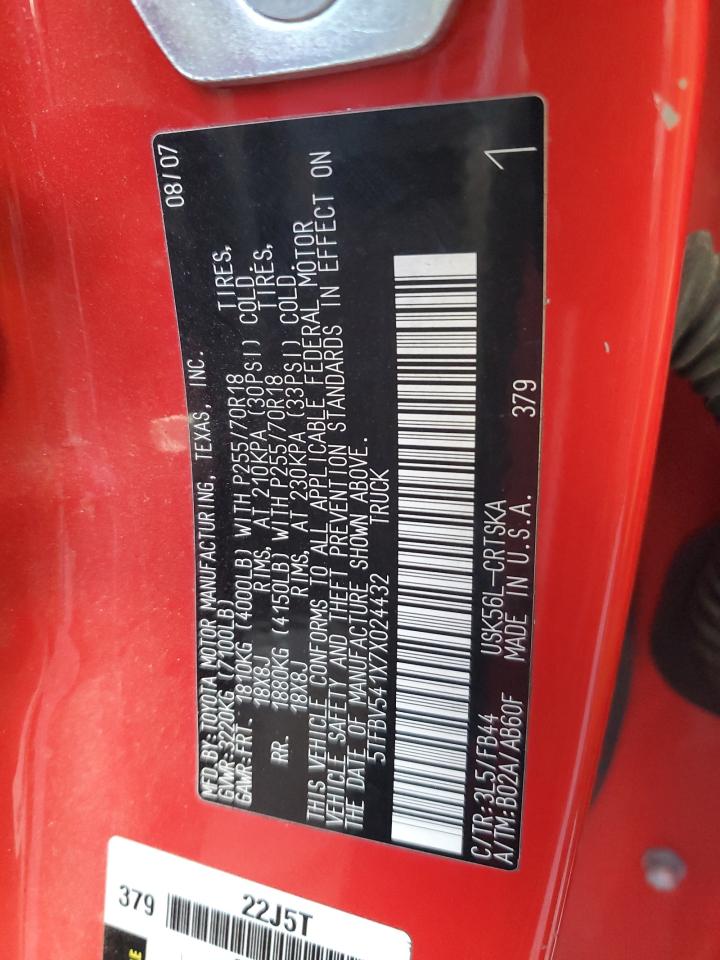 08/07
MFD.BY:TOYOTA MOTOR MANUFACTURING, TEXAS, INC.
GVWR:3220KG (7100LB)
GAWR:FRT. 1810KG (4000LB) WITH P255/70R18 TIRES,
18X8J RIMS, AT 210KPA (30PSI) COLD.
RR. 1880KG (4150LB) WITH P255/70R18 TIRES,
18X8J RIMS, AT 230KPA (33PSI) COLD.
THIS VEHICLE CONFORMS TO ALL APPLICABLE FEDERAL MOTOR
VEHICLE SAFETY AND THEFT PREVENTION STANDARDS IN EFFECT ON
THE DATE OF MANUFACTURE SHOWN ABOVE.
5TFBV541X7X024432 TRUCK
C/TR:3L5/FB44 USK56L-CRTSKA 379
A/TM:B02A/AB60F MADE IN U.S.A.
1
379
22J5T